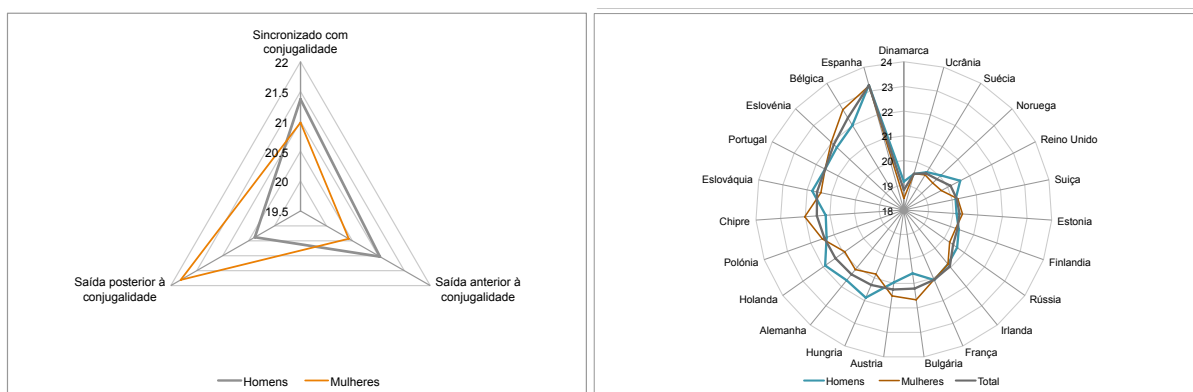 Sincronizado com
conjugalidade
22
21.5
21
20.5
20
19.5
Saída posterior à
conjugalidade
Saída anterior à
conjugalidade
Homens
Mulheres
Dinamarca
Ucrânia
Suécia
Noruega
Reino Unido
Suiça
Estonia
Finlandia
Rússia
Irlanda
França
Bulgária
Austria
Hungria
Alemanha
Holanda
Polónia
Chipre
Eslováquia
Portugal
Eslovénia
Bélgica
Espanha
24
23
22
21
20
19
18
Homens
Mulheres
Total